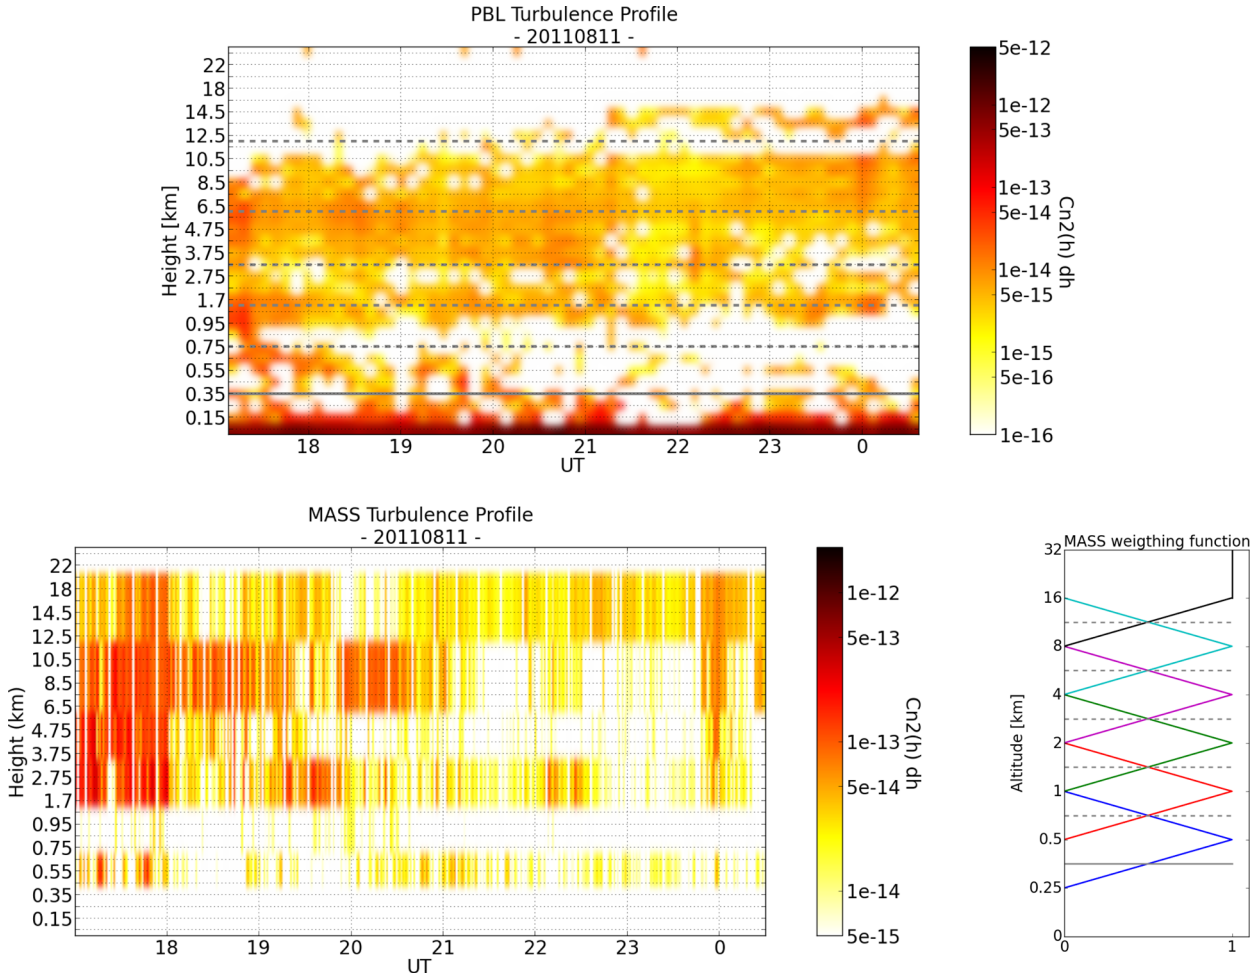 PBL Turbulence Profile
- 20110811 -
Height [km]
22
18
14.5
12.5
10.5
8.5
6.5
4.75
3.75
2.75
1.7
0.95
0.75
0.55
0.35
0.15
18 19 20 21 22 23 0
UT
5e-12
1e-12
5e-13
1e-13
5e-14
1e-14
5e-15
1e-15
5e-16
1e-16
Cn2(h) dh
MASS Turbulence Profile
- 20110811 -
Height (km)
22
18
14.5
12.5
10.5
8.5
6.5
4.75
3.75
2.75
1.7
0.95
0.75
0.55
0.35
0.15
18 19 20 21 22 23 0
UT
1e-12
5e-13
1e-13
5e-14
1e-14
5e-15
Cn2(h) dh
MASS weigthing function
Altitude [km]
32
16
8
4
2
1
0.5
0.25
0
0 1